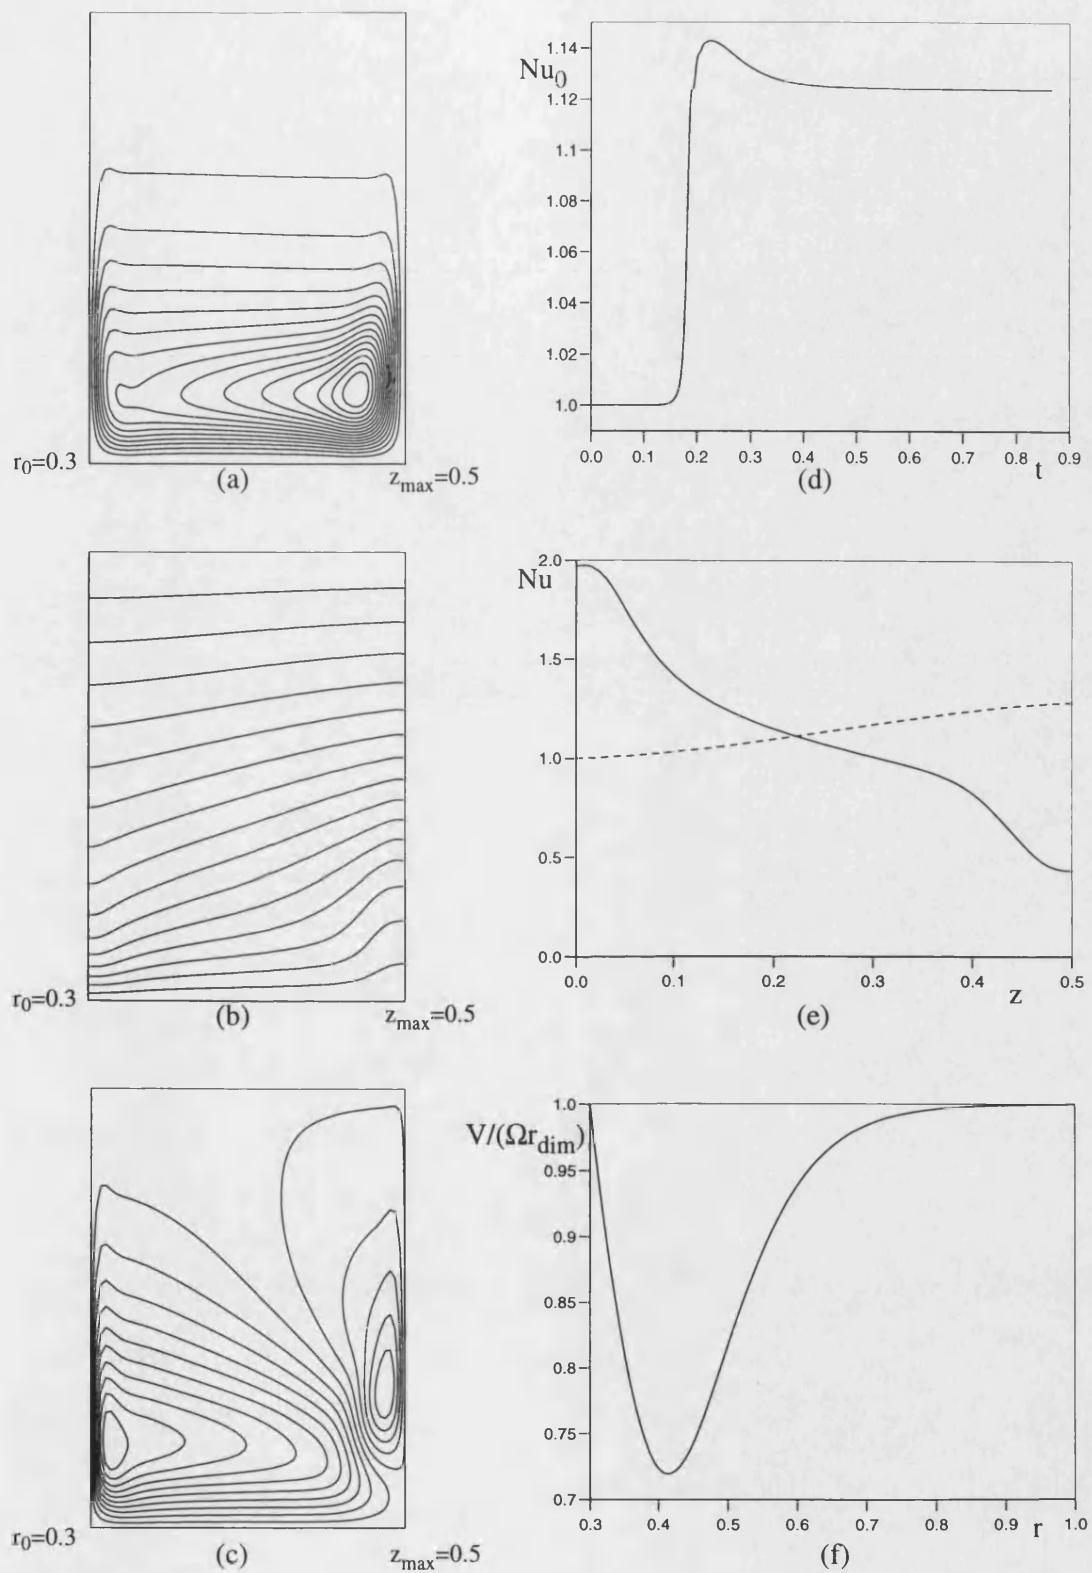 r₀=0.3
(a)
z_max=0.5
Nu₀
1.14
1.12
1.1
1.08
1.06
1.04
1.02
1.0
0.0 0.1 0.2 0.3 0.4 0.5 0.6 0.7 0.8 0.9
t
(d)
r₀=0.3
(b)
z_max=0.5
Nu
2.0
1.5
1.0
0.5
0.0
0.0 0.1 0.2 0.3 0.4 0.5
z
(e)
r₀=0.3
(c)
z_max=0.5
V/(Ωr_dim)
1.0
0.95
0.9
0.85
0.8
0.75
0.7
0.3 0.4 0.5 0.6 0.7 0.8 0.9 1.0
r
(f)